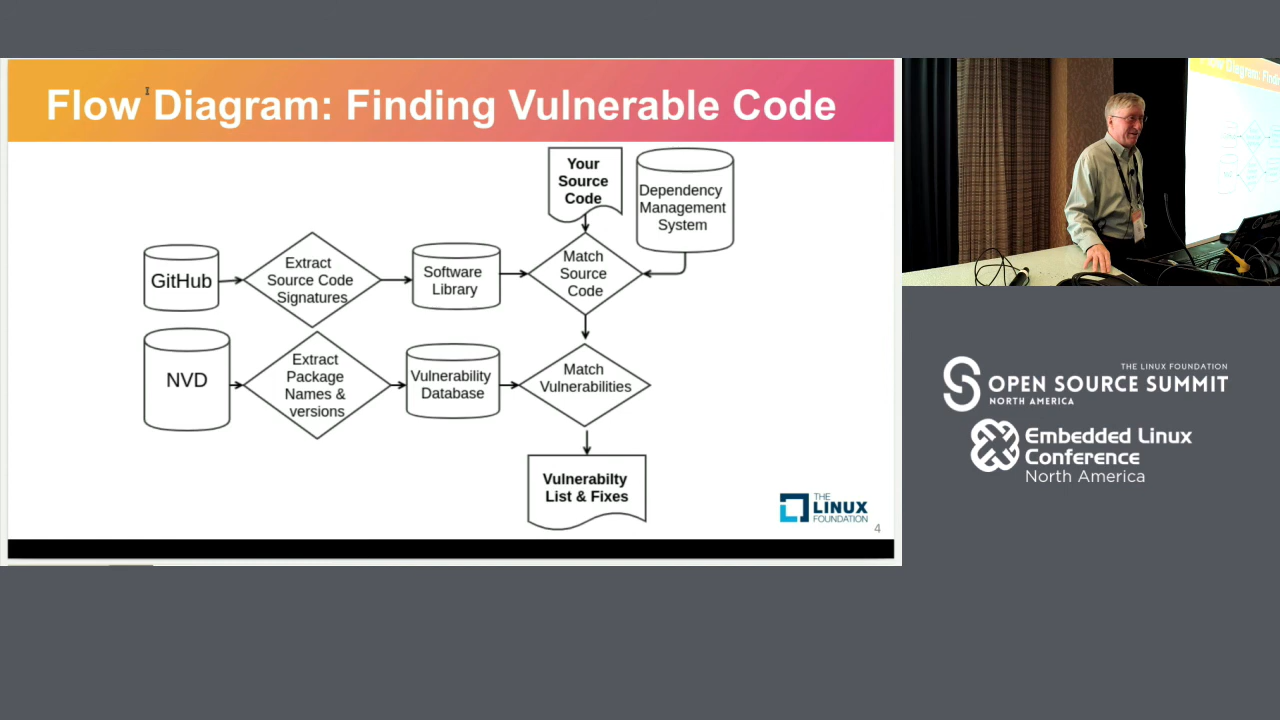 Flow Diagram: Finding Vulnerable Code
Your
Source
Code
Dependency
Management
System
GitHub
Extract
Source Code
Signatures
Software
Library
Match
Source
Code
NVD
Extract
Package
Names &
versions
Vulnerability
Database
Match
Vulnerabilities
Vulnerabilty
List & Fixes
THE
LINUX
FOUNDATION
4
Flow Diagram:
THE LINUX FOUNDATION
OPEN SOURCE SUMMIT
NORTH AMERICA
Embedded Linux
Conference
North America